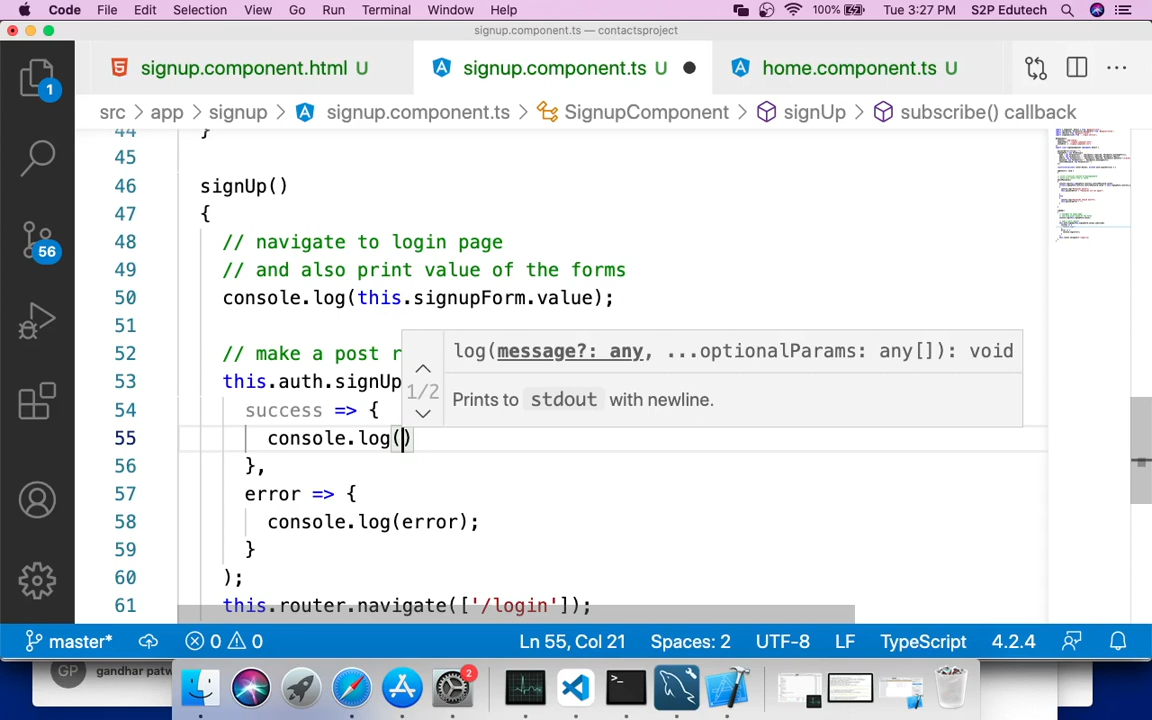 Code File Edit Selection View Go Run Terminal Window Help 100% Tue 3:27 PM S2P Edutech
signup.component.ts — contactsproject
signup.component.html U signup.component.ts U home.component.ts U
src > app > signup > signup.component.ts > SignupComponent > signUp > subscribe() callback
44 }
45
46 signUp()
47 {
48 // navigate to login page
49 // and also print value of the forms
50 console.log(this.signupForm.value);
51
52 // make a post r
log(message?: any, ...optionalParams: any[]): void
53 this.auth.signUp
1/2
Prints to stdout with newline.
54 success => {
55 console.log()
56 },
57 error => {
58 console.log(error);
59 }
60 );
61 this.router.navigate(['/login']);
1
56
master* 0 0 Ln 55, Col 21 Spaces: 2 UTF-8 LF TypeScript 4.2.4
GP gandhar patw
2